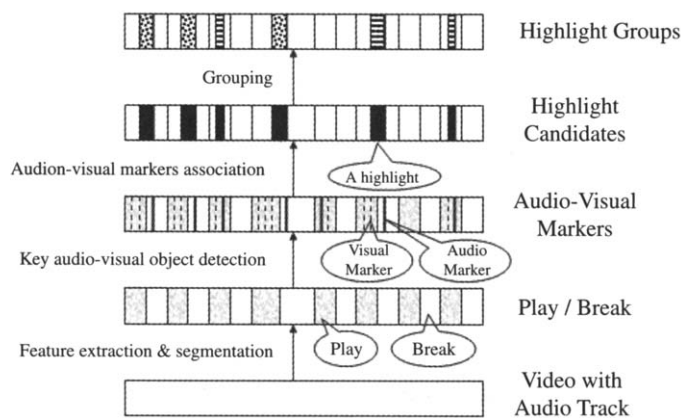 Highlight Groups
Grouping
Highlight
Candidates
Audion-visual markers association
A highlight
Audio-Visual
Markers
Key audio-visual object detection
Visual
Marker
Audio
Marker
Play / Break
Feature extraction & segmentation
Play
Break
Video with
Audio Track